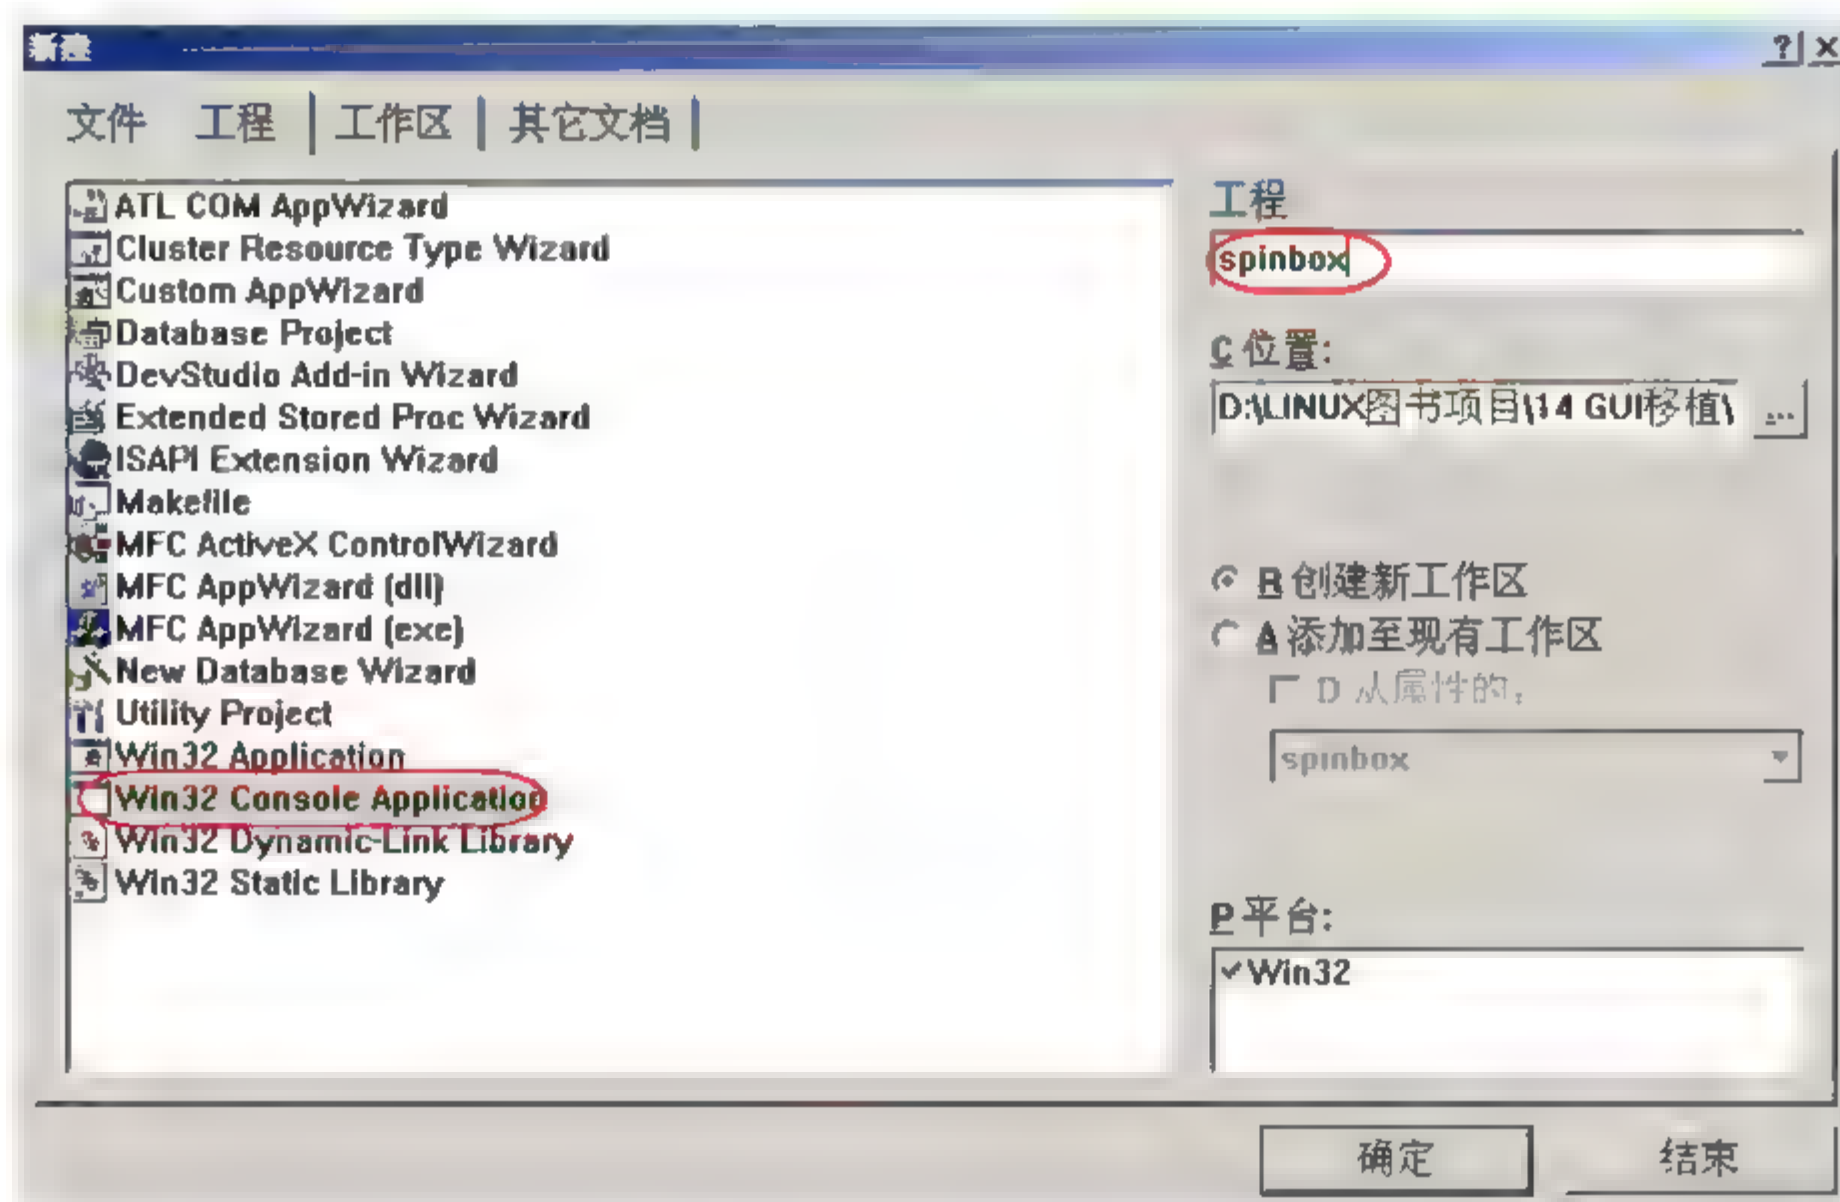 新建
文件 工程 工作区 其它文档
ATL COM AppWizard
Cluster Resource Type Wizard
Custom AppWizard
Database Project
DevStudio Add-in Wizard
Extended Stored Proc Wizard
ISAPI Extension Wizard
Makefile
MFC ActiveX ControlWizard
MFC AppWizard (dll)
MFC AppWizard (exe)
New Database Wizard
Utility Project
Win32 Application
Win32 Console Application
Win32 Dynamic-Link Library
Win32 Static Library
工程
spinbox
C 位置:
D:\LINUX图书项目\14 GUI移植\ ...
R 创建新工作区
A 添加至现有工作区
D 从属性的:
spinbox
P 平台:
Win32
确定 结束